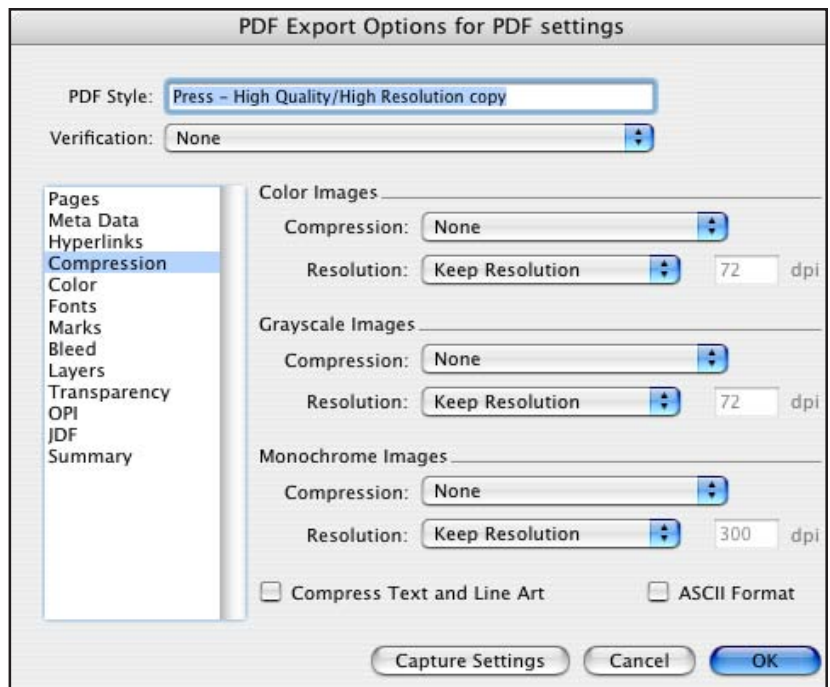 PDF Export Options for PDF settings
PDF Style: Press – High Quality/High Resolution copy
Verification: None
Pages
Meta Data
Hyperlinks
Compression
Color
Fonts
Marks
Bleed
Layers
Transparency
OPI
JDF
Summary
Color Images
Compression: None
Resolution: Keep Resolution 72 dpi
Grayscale Images
Compression: None
Resolution: Keep Resolution 72 dpi
Monochrome Images
Compression: None
Resolution: Keep Resolution 300 dpi
Compress Text and Line Art ASCII Format
Capture Settings Cancel OK